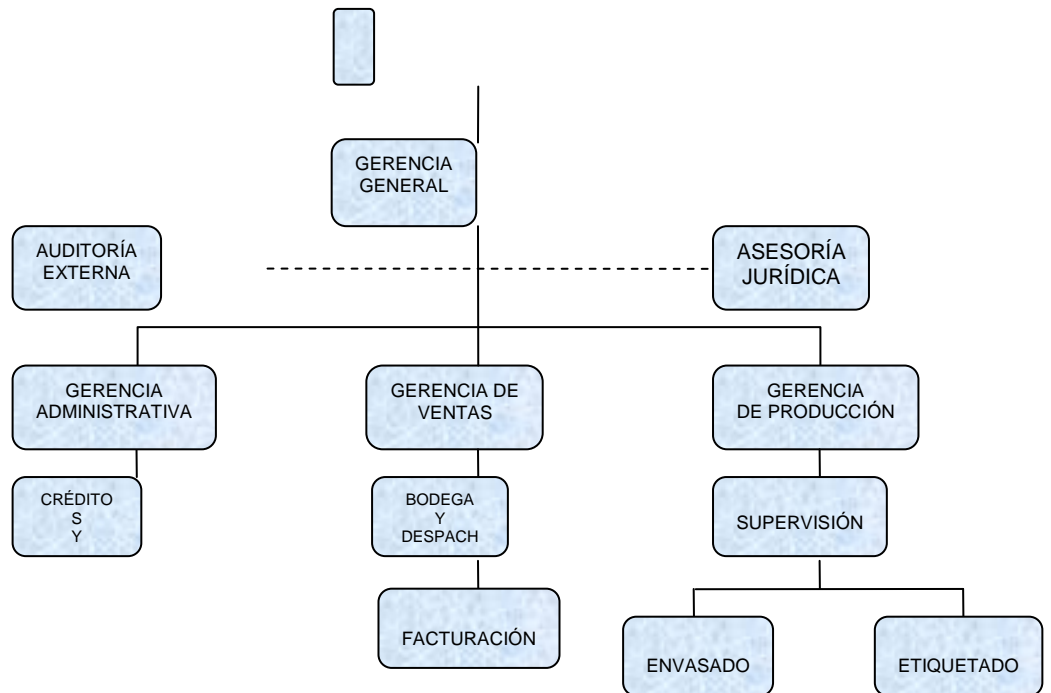 GERENCIA
GENERAL
AUDITORÍA
EXTERNA
ASESORÍA
JURÍDICA
GERENCIA
ADMINISTRATIVA
GERENCIA DE
VENTAS
GERENCIA
DE PRODUCCIÓN
CRÉDITO
S
Y
BODEGA
Y
DESPACH
SUPERVISIÓN
FACTURACIÓN
ENVASADO
ETIQUETADO